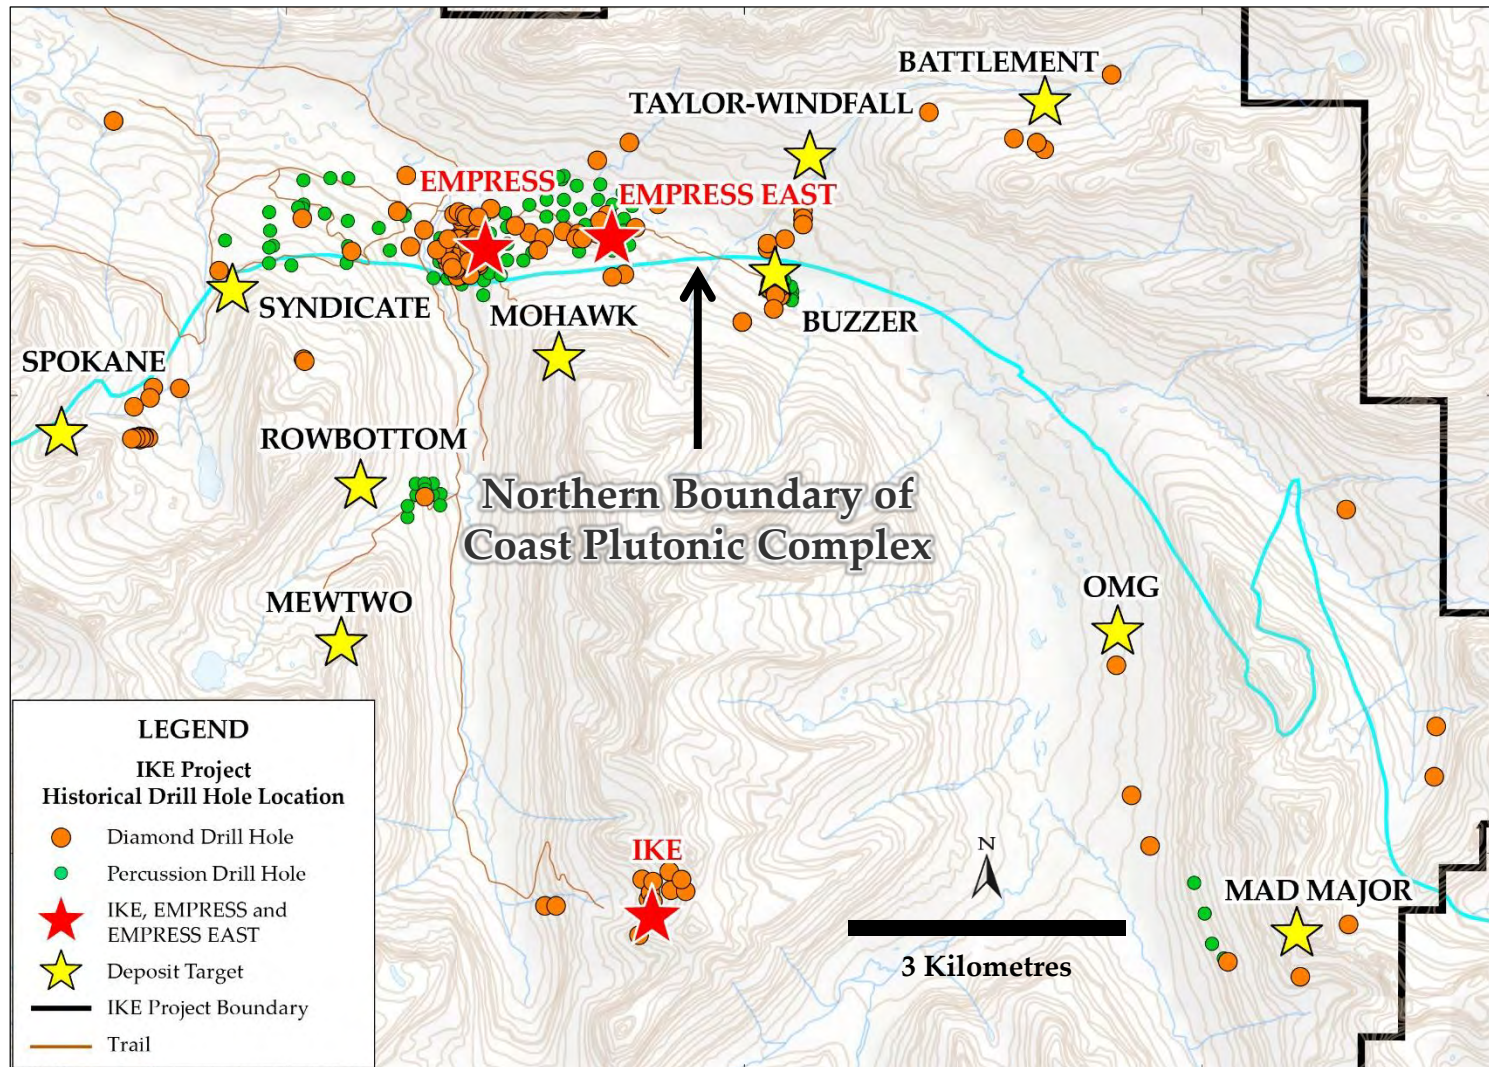 BATTLEMENT
TAYLOR-WINDFALL
EMPRESS
EMPRESS EAST
SYNDICATE
MOHAWK
BUZZER
SPOKANE
ROWBOTTOM
Northern Boundary of
Coast Plutonic Complex
MEWTWO
OMG
LEGEND
IKE Project
Historical Drill Hole Location
Diamond Drill Hole
Percussion Drill Hole
IKE, EMPRESS and
EMPRESS EAST
Deposit Target
IKE Project Boundary
Trail
IKE
N
MAD MAJOR
3 Kilometres